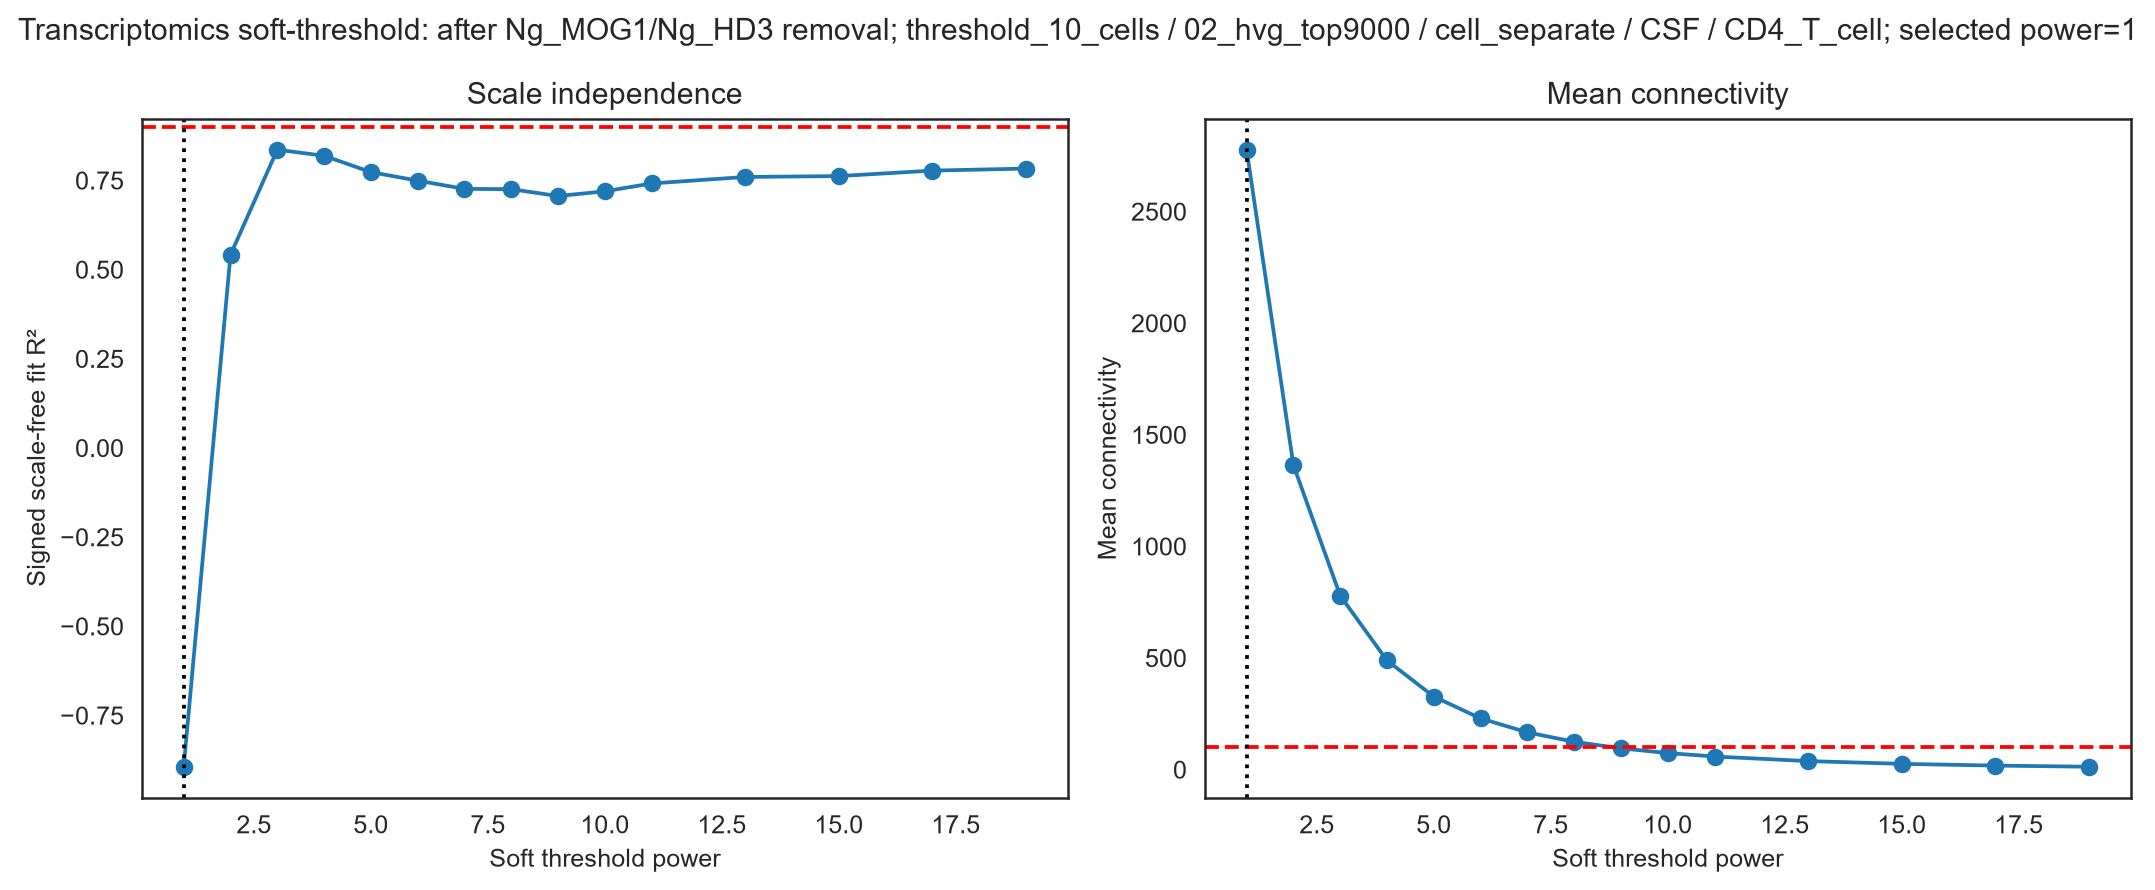 Transcriptomics soft-threshold: after Ng_MOG1/Ng_HD3 removal; threshold_10_cells / 02_hvg_top9000 / cell_separate / CSF / CD4_T_cell; selected power=1
Scale independence
Signed scale-free fit R²
0.75
0.50
0.25
0.00
−0.25
−0.50
−0.75
2.5 5.0 7.5 10.0 12.5 15.0 17.5
Soft threshold power
Mean connectivity
Mean connectivity
2500
2000
1500
1000
500
0
2.5 5.0 7.5 10.0 12.5 15.0 17.5
Soft threshold power